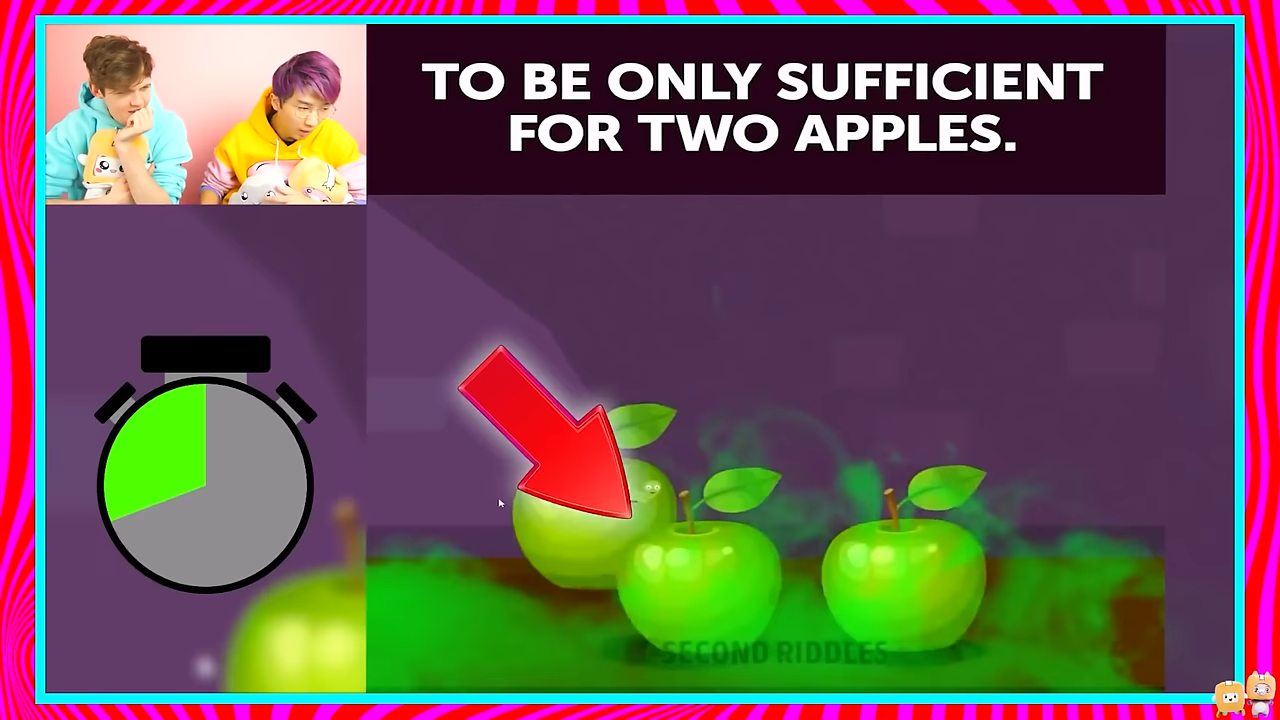 TO BE ONLY SUFFICIENT
FOR TWO APPLES.
SECOND RIDDLES